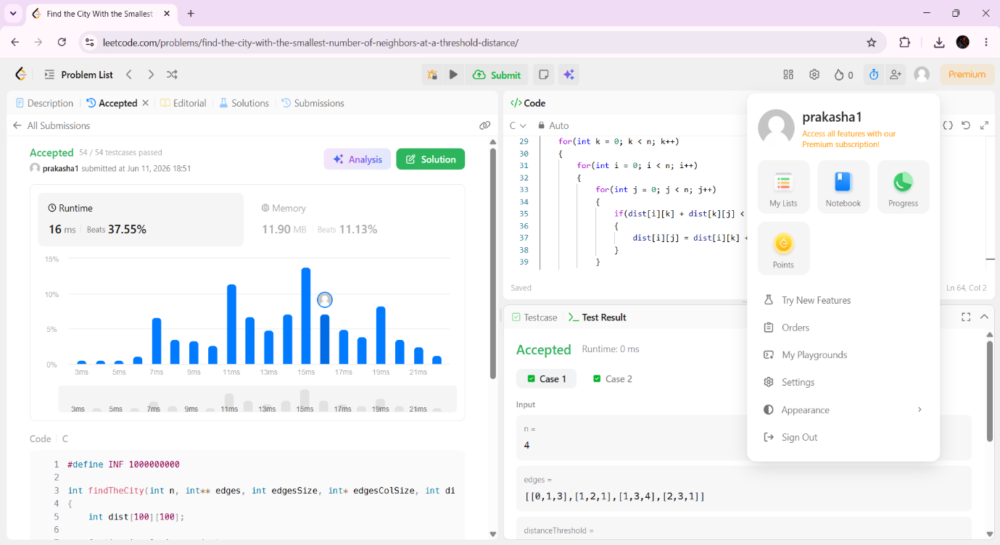 Find the City With the Smallest
leetcode.com/problems/find-the-city-with-the-smallest-number-of-neighbors-at-a-threshold-distance/
Problem List
Submit
0
Premium
Description
Accepted
Editorial
Solutions
Submissions
All Submissions
Accepted 54 / 54 testcases passed
prakasha1 submitted at Jun 11, 2026 18:51
Analysis
Solution
Runtime
16 ms Beats 37.55%
Memory
11.90 MB Beats 11.13%
15%
10%
5%
0%
3ms 5ms 7ms 9ms 11ms 13ms 15ms 17ms 19ms 21ms
3ms 5ms 7ms 9ms 11ms 13ms 15ms 17ms 19ms 21ms
Code C
1 #define INF 1000000000
2
3 int findTheCity(int n, int** edges, int edgesSize, int* edgesColSize, int di
4 {
5 int dist[100][100];
6
</> Code
C Auto
29 for(int k = 0; k < n; k++)
30 {
31 for(int i = 0; i < n; i++)
32 {
33 for(int j = 0; j < n; j++)
34 {
35 if(dist[i][k] + dist[k][j] <
36 {
37 dist[i][j] = dist[i][k] +
38 }
39 }
Saved
Ln 64, Col 2
Testcase
Test Result
Accepted Runtime: 0 ms
Case 1
Case 2
Input
n =
4
edges =
[[0,1,3],[1,2,1],[1,3,4],[2,3,1]]
distanceThreshold =
prakasha1
Access all features with our
Premium subscription!
My Lists
Notebook
Progress
Points
Try New Features
Orders
My Playgrounds
Settings
Appearance
Sign Out